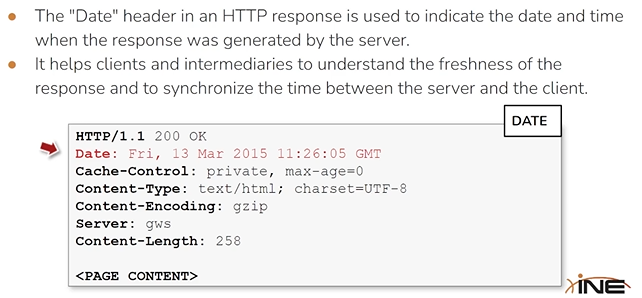 • The "Date" header in an HTTP response is used to indicate the date and time
when the response was generated by the server.
• It helps clients and intermediaries to understand the freshness of the
response and to synchronize the time between the server and the client.
DATE
HTTP/1.1 200 OK
Date: Fri, 13 Mar 2015 11:26:05 GMT
Cache-Control: private, max-age=0
Content-Type: text/html; charset=UTF-8
Content-Encoding: gzip
Server: gws
Content-Length: 258
<PAGE CONTENT>
INE